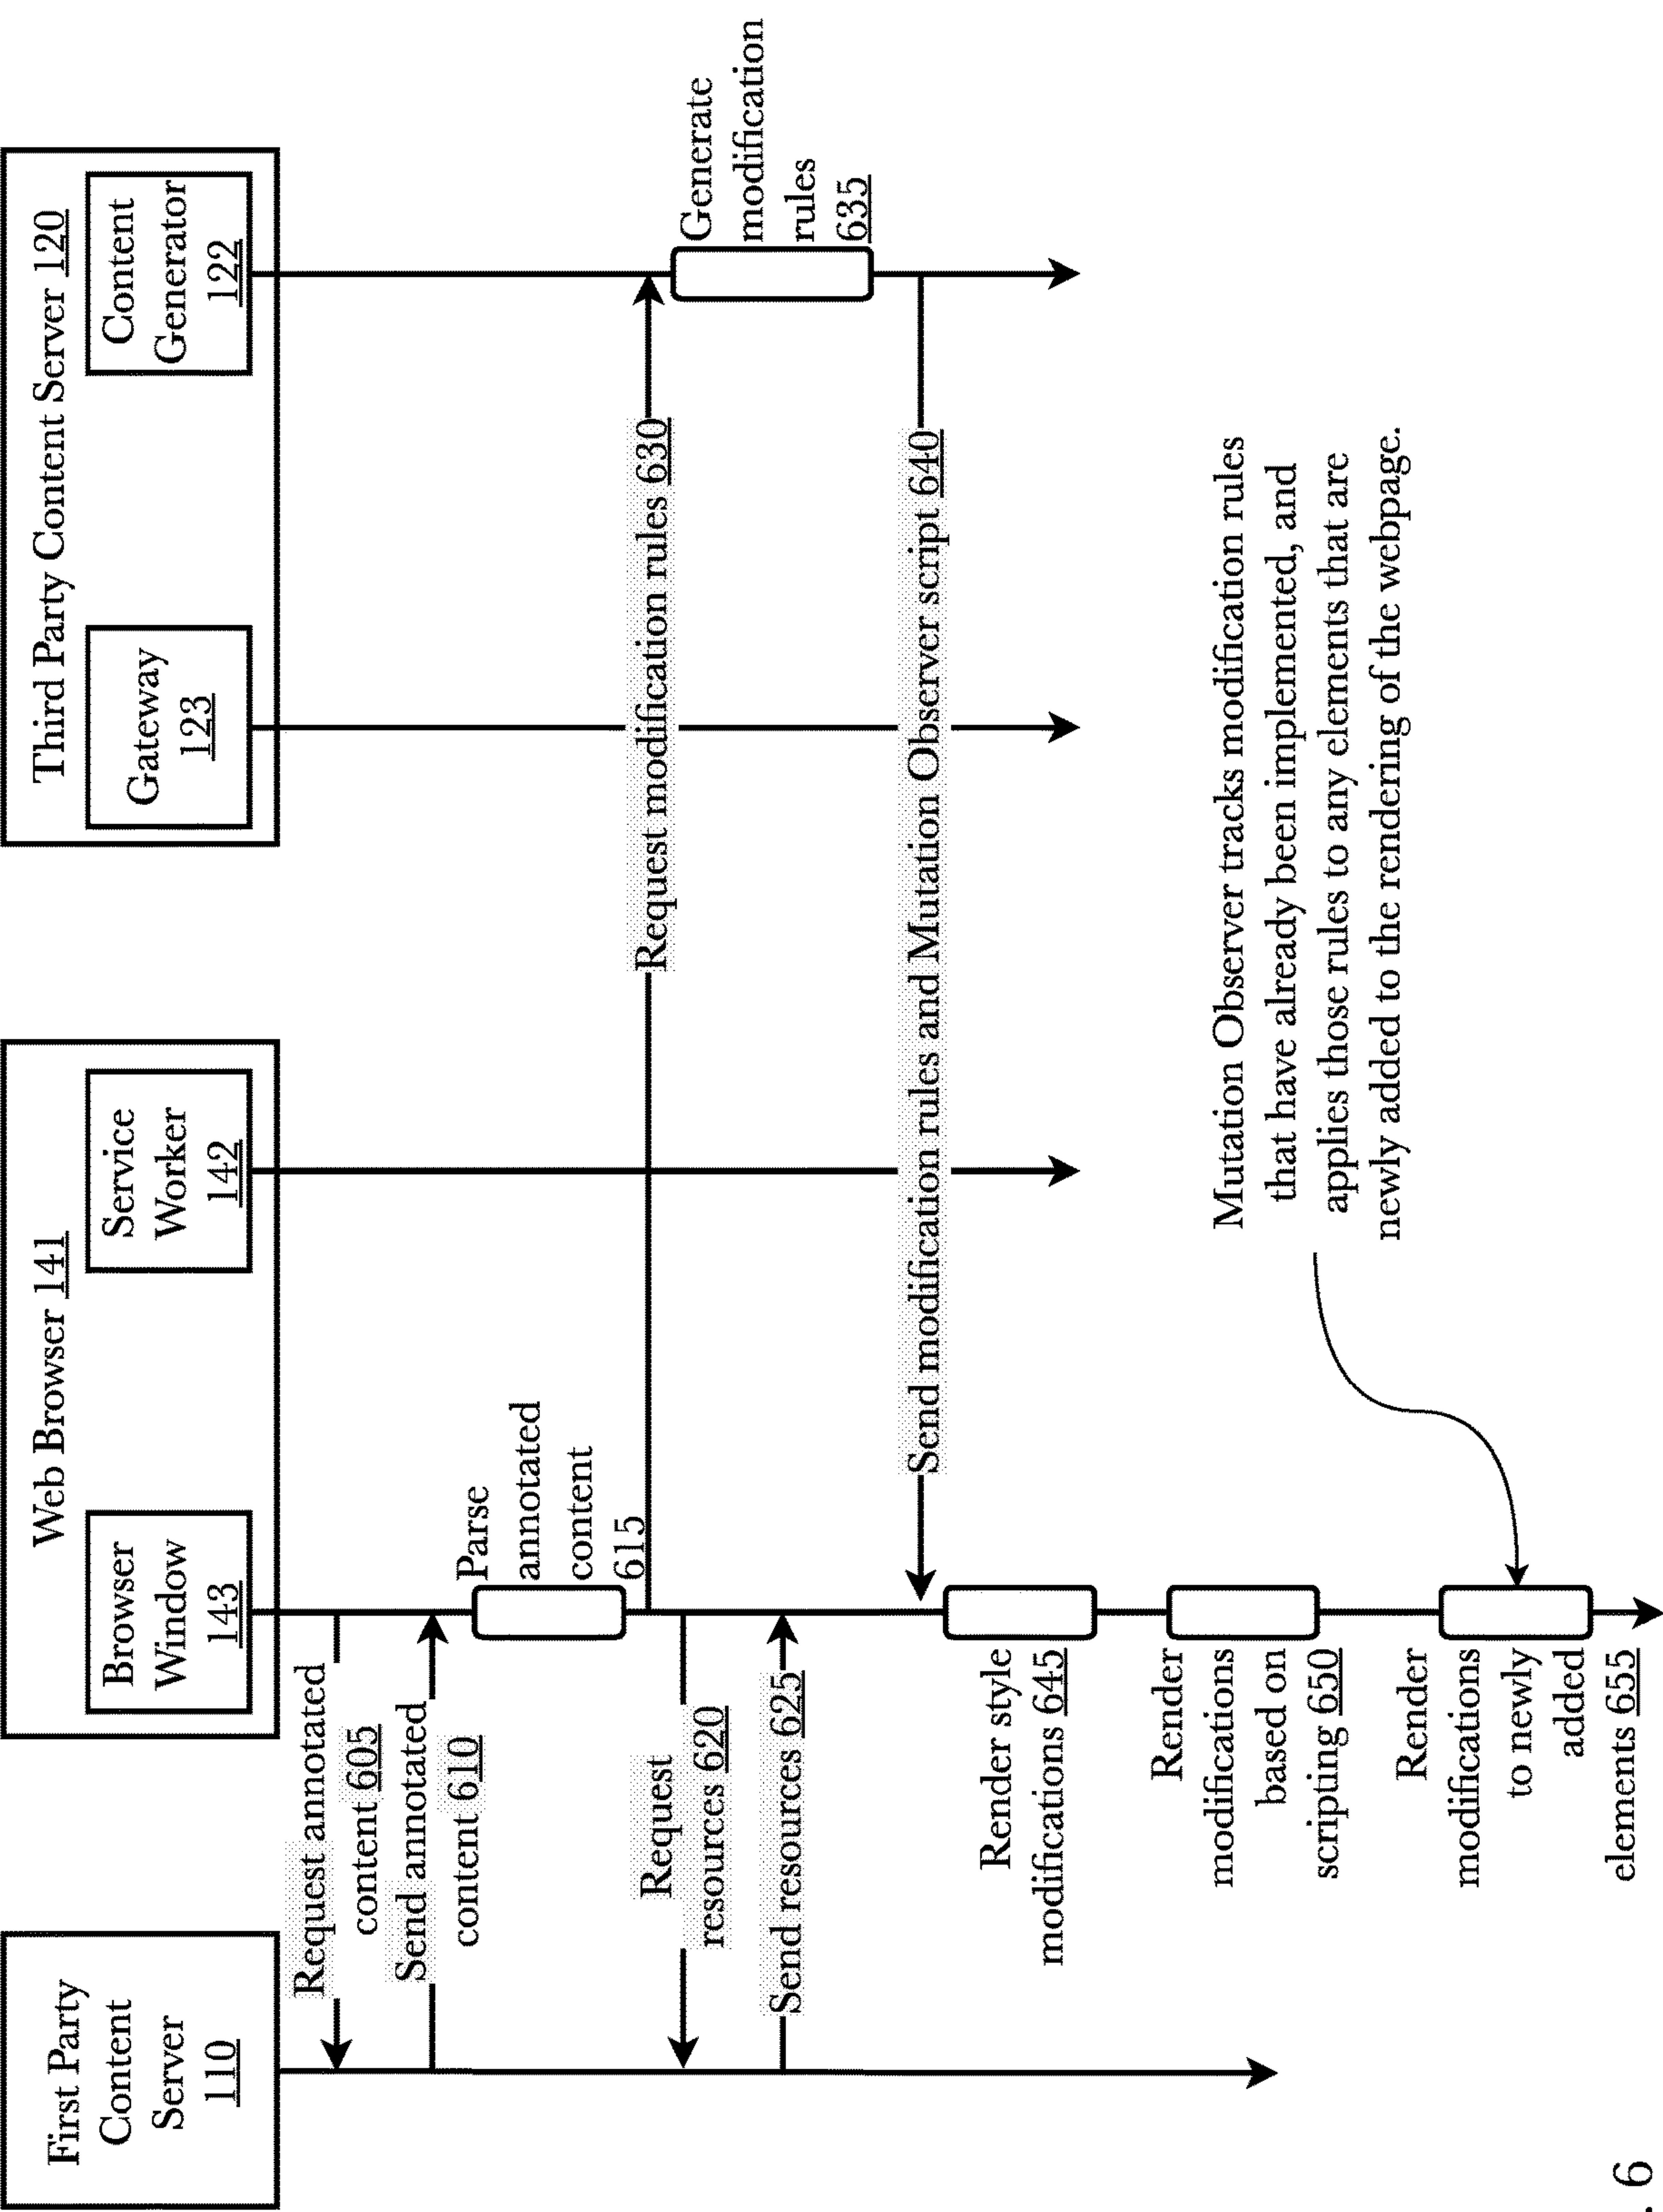 First Party
Content
Server
110
Web Browser 141
Browser
Window
143
Service
Worker
142
Third Party Content Server 120
Gateway
123
Content
Generator
122
Request annotated
content 605
Send annotated
content 610
Parse
annotated
content
615
Request modification rules 630
Request
resources 620
Send resources 625
Generate
modification
rules
635
Send modification rules and Mutation Observer script 640
Render style
modifications 645
Render
modifications
based on
scripting 650
Render
modifications
to newly
added
elements 655
Mutation Observer tracks modification rules
that have already been implemented, and
applies those rules to any elements that are
newly added to the rendering of the webpage.
. 6